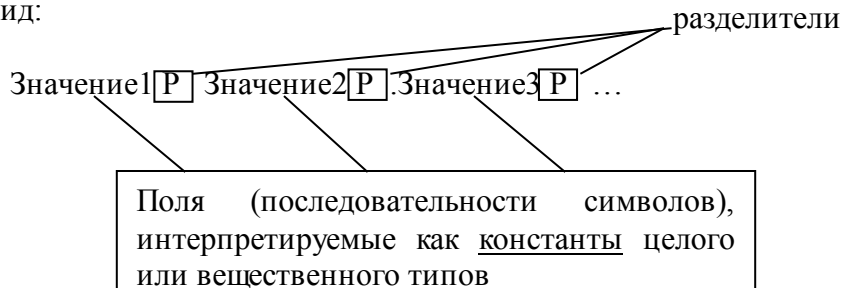 ид:
разделители
Значение1 Р Значение2 Р .Значение3 Р …
Поля (последовательности символов),
интерпретируемые как константы целого
или вещественного типов